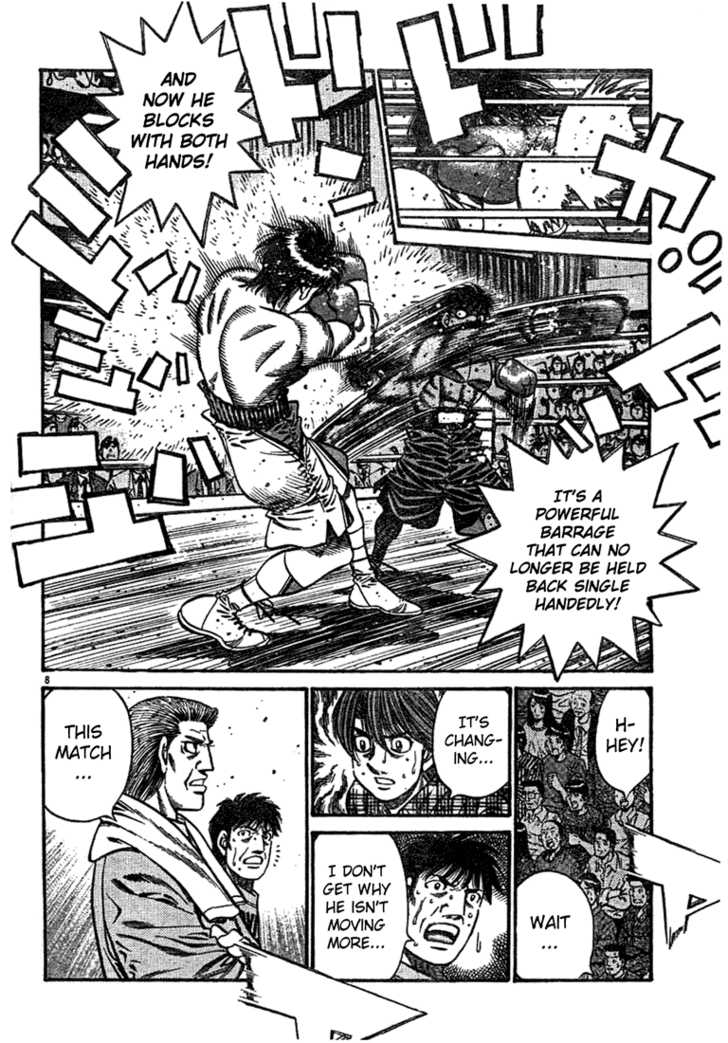 AND
NOW HE
BLOCKS
WITH BOTH
HANDS!
IT'S A
POWERFUL
BARRAGE
THAT CAN NO
LONGER BE HELD
BACK SINGLE
HANDEDLY!
8
H-
HEY!
WAIT
...
IT'S
CHANG-
ING...
I DON'T
GET WHY
HE ISN'T
MOVING
MORE...
THIS
MATCH
...